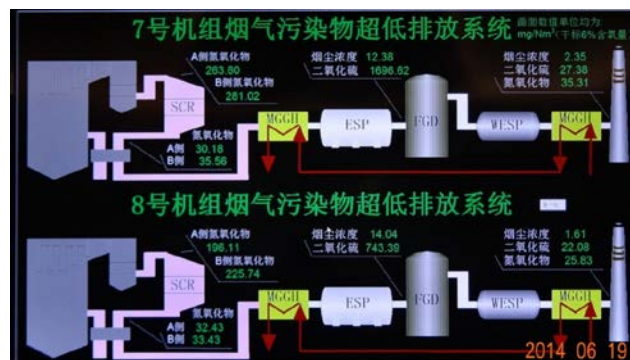 7号机组烟气污染物超低排放系统
画面数值单位均为:
mg/Nm³(干标6%含氧量)
A侧氮氧化物
263.80
B侧氮氧化物
261.02
SCR
氮氧化物
A侧 30.18
B侧 35.56
烟尘浓度 12.38
二氧化硫 1696.62
烟尘浓度 2.35
二氧化硫 27.38
氮氧化物 35.31
MGGH
ESP
FGD
WESP
MGGH
8号机组烟气污染物超低排放系统
A侧氮氧化物
196.11
B侧氮氧化物
225.74
SCR
氮氧化物
A侧 32.43
B侧 33.43
烟尘浓度 14.04
二氧化硫 743.39
烟尘浓度 1.61
二氧化硫 22.08
氮氧化物 25.83
MGGH
ESP
FGD
WESP
MGGH
2014 06 19